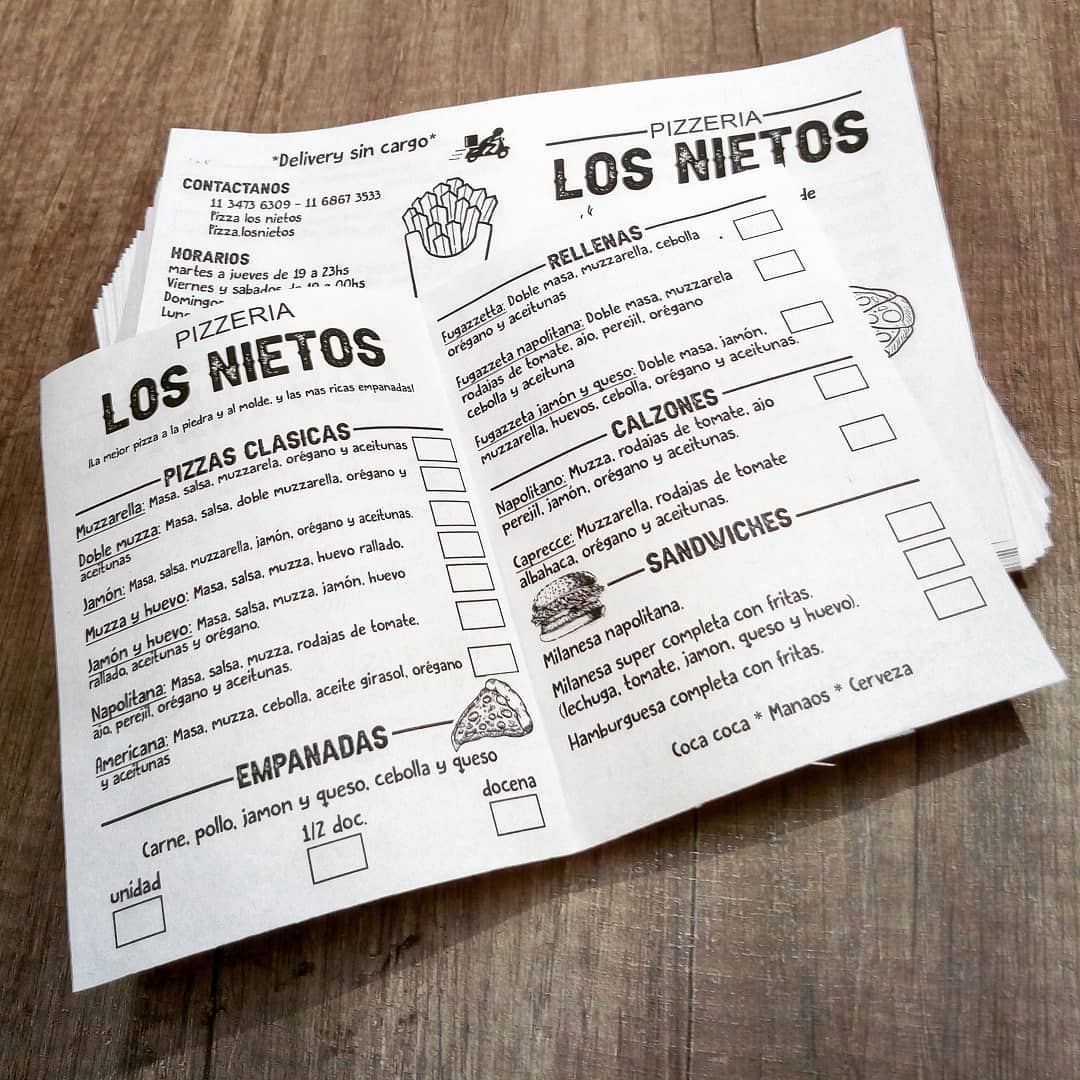 *Delivery sin cargo*
CONTACTANOS
11 3473 6309 - 11 6867 3533
Pizza los nietos
Pizza.losnietos
HORARIOS
martes a jueves de 19 a 23hs
Viernes y sabados 00hs
PIZZERIA
LOS NIETOS
de
PIZZERIA
LOS NIETOS
¡La mejor pizza a la piedra y al molde, y las mas ricas empanadas!
PIZZAS CLASICAS
Muzzarella: Masa, salsa, muzzarela, orégano y aceitunas
Doble muzza: Masa, salsa, doble muzzarella, orégano y
aceitunas
Jamón: Masa, salsa, muzzarella, jamón, orégano y aceitunas.
Muzza y huevo: Masa, salsa, muzza, huevo rallado,
Jamón y huevo: Masa, salsa, muzza, jamón, huevo
rallado, aceitunas y orégano.
Napolitana: Masa, salsa, muzza, rodajas de tomate,
ajo, perejil, orégano y aceitunas.
Americana: Masa, muzza, cebolla, aceite girasol, orégano
y aceitunas
EMPANADAS
Carne, pollo, jamon y queso, cebolla y queso
unidad
1/2 doc.
docena
RELLENAS
Fugazzetta: Doble masa, muzzarella, cebolla
orégano y aceitunas
Fugazzeta napolitana: Doble masa, muzzarela
rodajas de tomate, ajo, perejil, orégano
cebolla y aceituna
Fugazzeta jamón y queso: Doble masa, jamón,
muzzarella, huevos, cebolla, orégano y aceitunas.
CALZONES
Napolitano: Muzza, rodajas de tomate, ajo
perejil, jamón, orégano y aceitunas.
Caprecce: Muzzarella, rodajas de tomate
albahaca, orégano y aceitunas.
SANDWICHES
Milanesa napolitana.
Milanesa super completa con fritas.
(lechuga, tomate, jamon, queso y huevo).
Hamburguesa completa con fritas.
Coca coca * Manaos * Cerveza